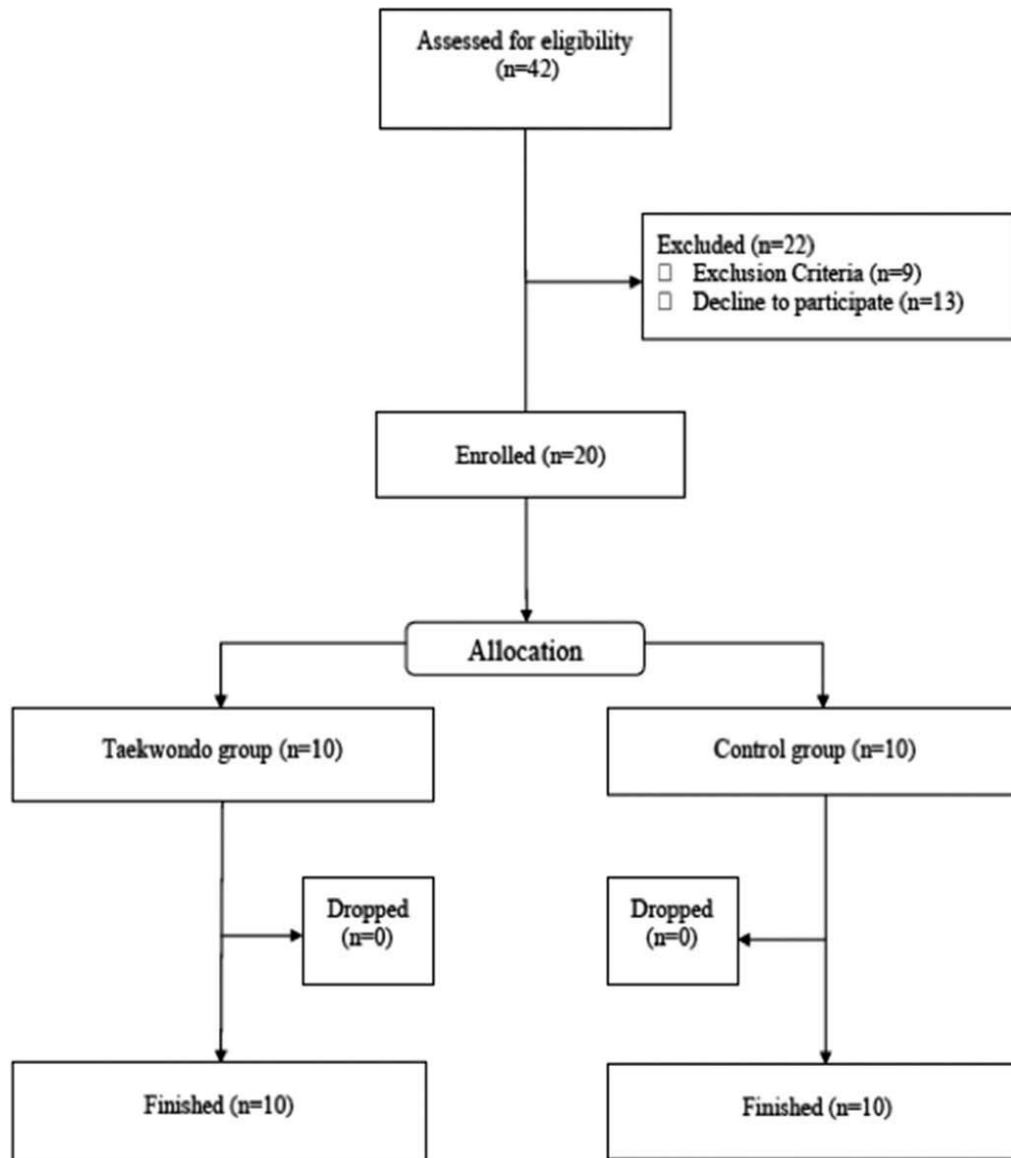 Assessed for eligibility
(n=42)
Excluded (n=22)
□ Exclusion Criteria (n=9)
□ Decline to participate (n=13)
Enrolled (n=20)
Allocation
Taekwondo group (n=10)
Control group (n=10)
Dropped
(n=0)
Dropped
(n=0)
Finished (n=10)
Finished (n=10)